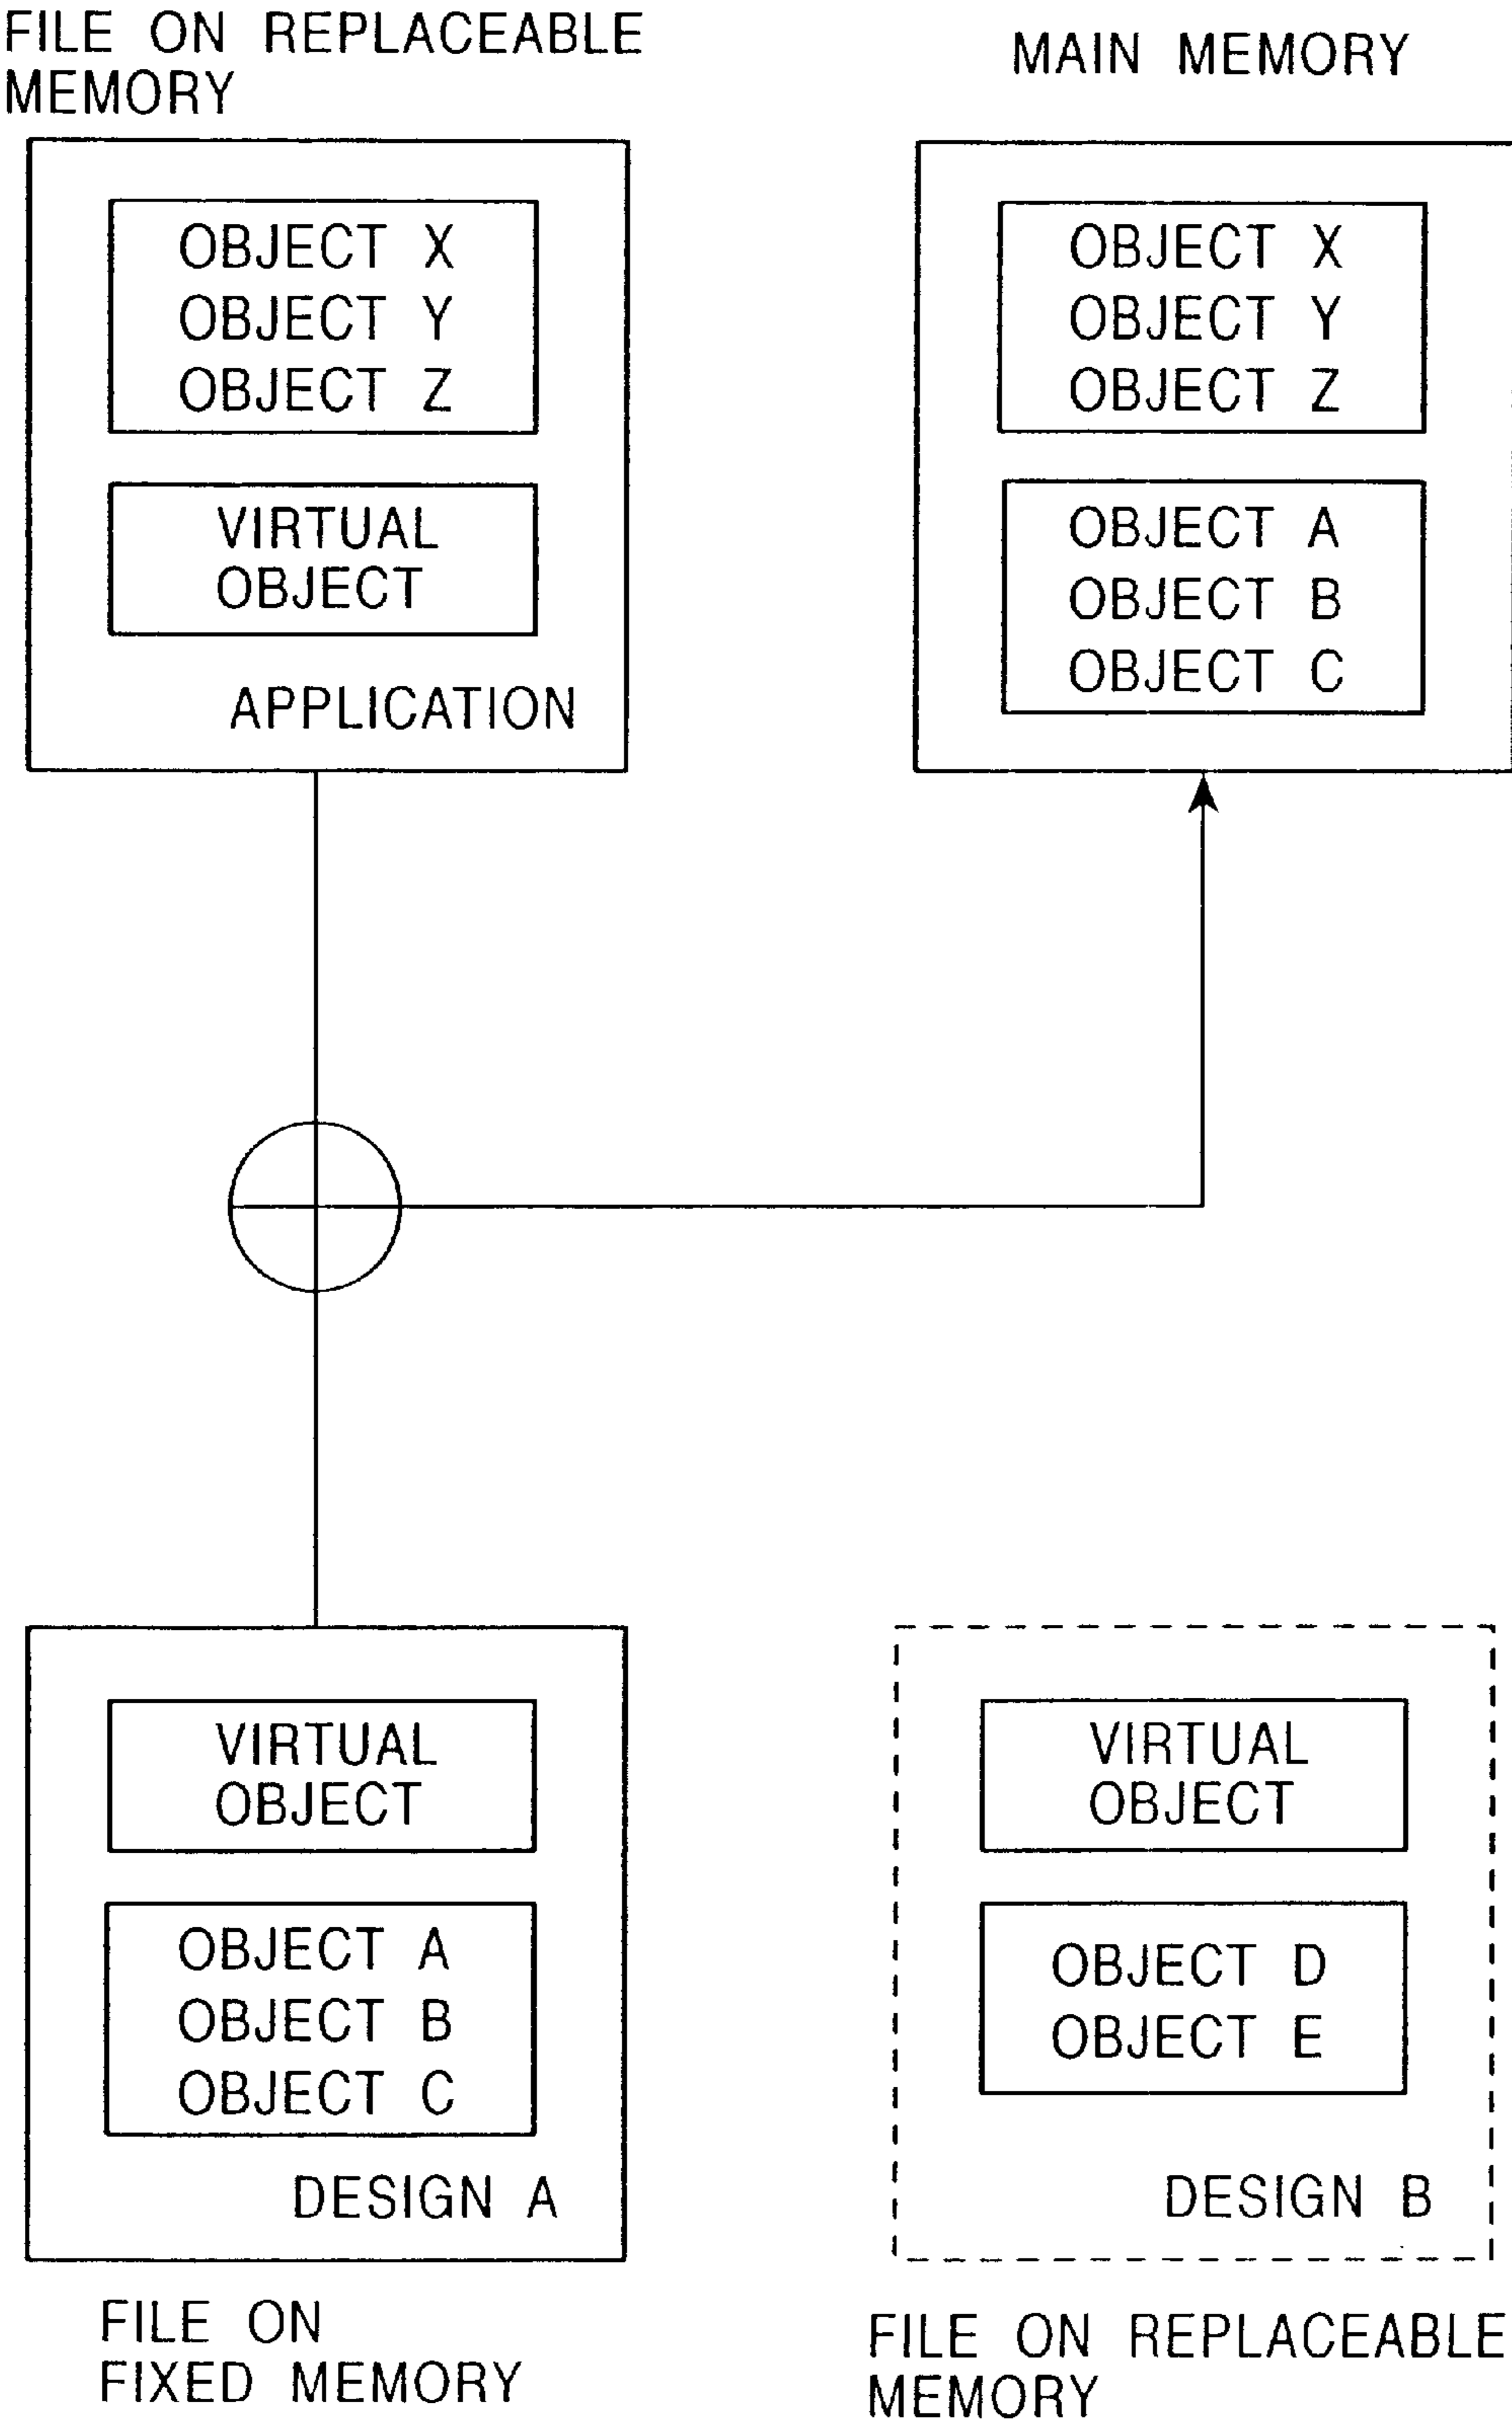 FILE ON REPLACEABLE
MEMORY
OBJECT X
OBJECT Y
OBJECT Z
VIRTUAL
OBJECT
APPLICATION
MAIN MEMORY
OBJECT X
OBJECT Y
OBJECT Z
OBJECT A
OBJECT B
OBJECT C
VIRTUAL
OBJECT
OBJECT A
OBJECT B
OBJECT C
DESIGN A
FILE ON
FIXED MEMORY
VIRTUAL
OBJECT
OBJECT D
OBJECT E
DESIGN B
FILE ON REPLACEABLE
MEMORY